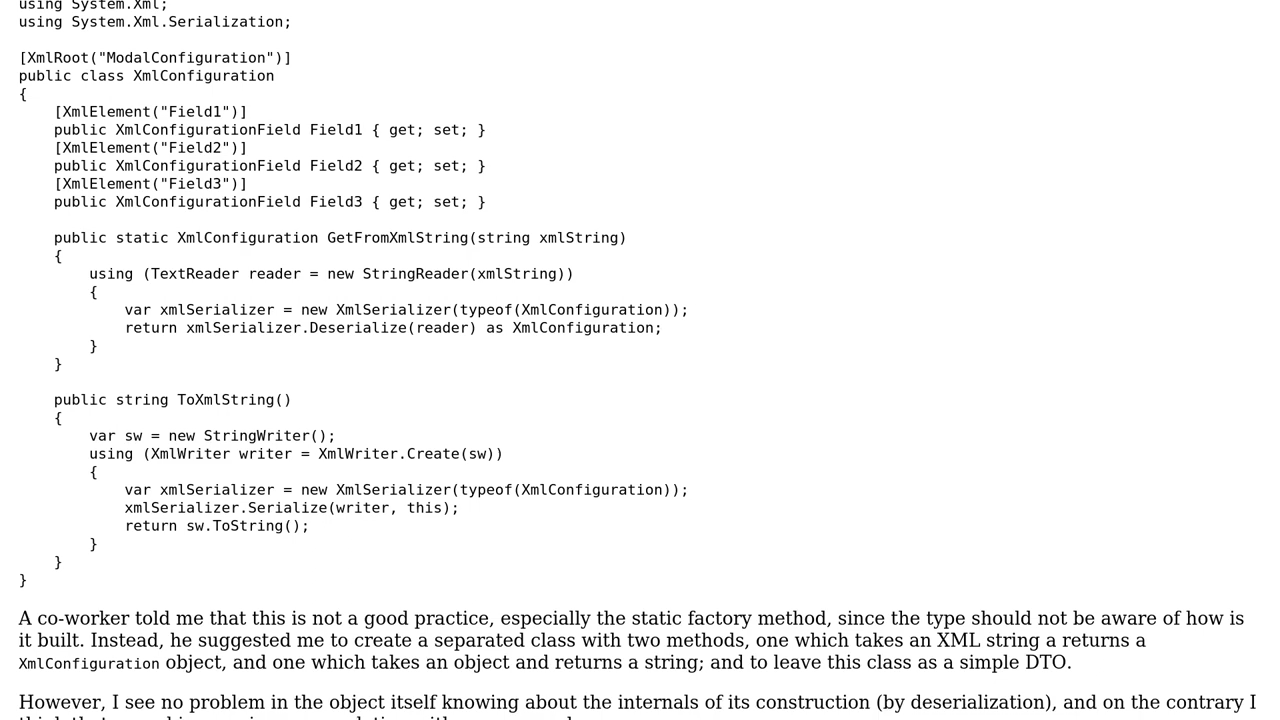 using System.Xml;
using System.Xml.Serialization;

[XmlRoot("ModalConfiguration")]
public class XmlConfiguration
{
    [XmlElement("Field1")]
    public XmlConfigurationField Field1 { get; set; }
    [XmlElement("Field2")]
    public XmlConfigurationField Field2 { get; set; }
    [XmlElement("Field3")]
    public XmlConfigurationField Field3 { get; set; }

    public static XmlConfiguration GetFromXmlString(string xmlString)
    {
        using (TextReader reader = new StringReader(xmlString))
        {
            var xmlSerializer = new XmlSerializer(typeof(XmlConfiguration));
            return xmlSerializer.Deserialize(reader) as XmlConfiguration;
        }
    }

    public string ToXmlString()
    {
        var sw = new StringWriter();
        using (XmlWriter writer = XmlWriter.Create(sw))
        {
            var xmlSerializer = new XmlSerializer(typeof(XmlConfiguration));
            xmlSerializer.Serialize(writer, this);
            return sw.ToString();
        }
    }
}
A co-worker told me that this is not a good practice, especially the static factory method, since the type should not be aware of how is
it built. Instead, he suggested me to create a separated class with two methods, one which takes an XML string a returns a
XmlConfiguration object, and one which takes an object and returns a string; and to leave this class as a simple DTO.
However, I see no problem in the object itself knowing about the internals of its construction (by deserialization), and on the contrary I